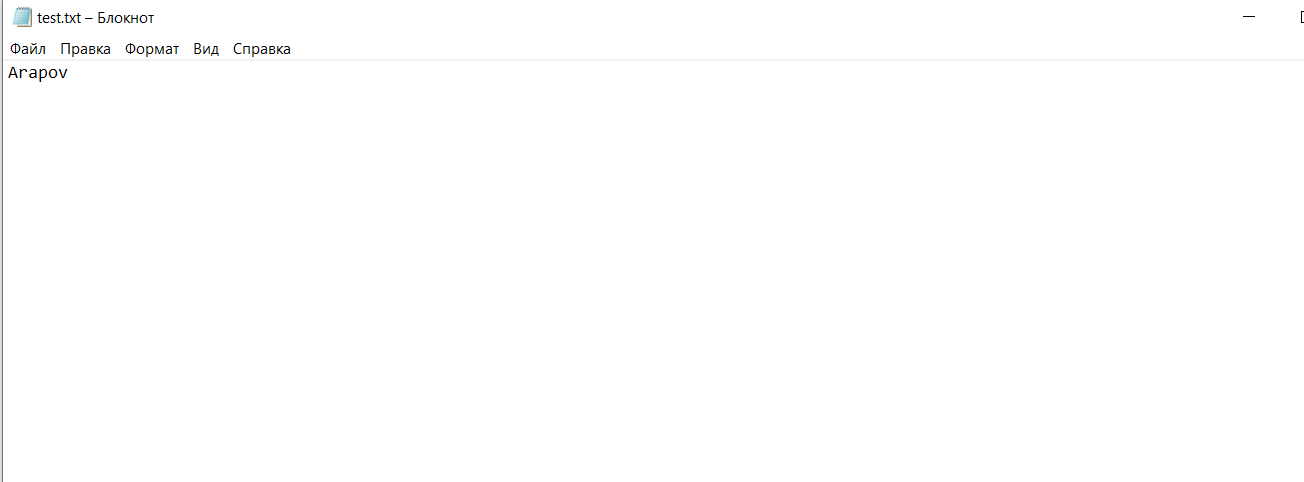 test.txt – Блокнот
Файл Правка Формат Вид Справка
Arapov